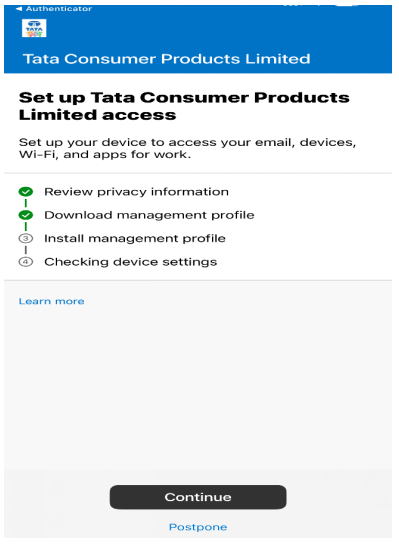 ◀ Authenticator
TATA
Tata Consumer Products Limited
Set up Tata Consumer Products
Limited access
Set up your device to access your email, devices,
Wi-Fi, and apps for work.
Review privacy information
Download management profile
3 Install management profile
4 Checking device settings
Learn more
Continue
Postpone